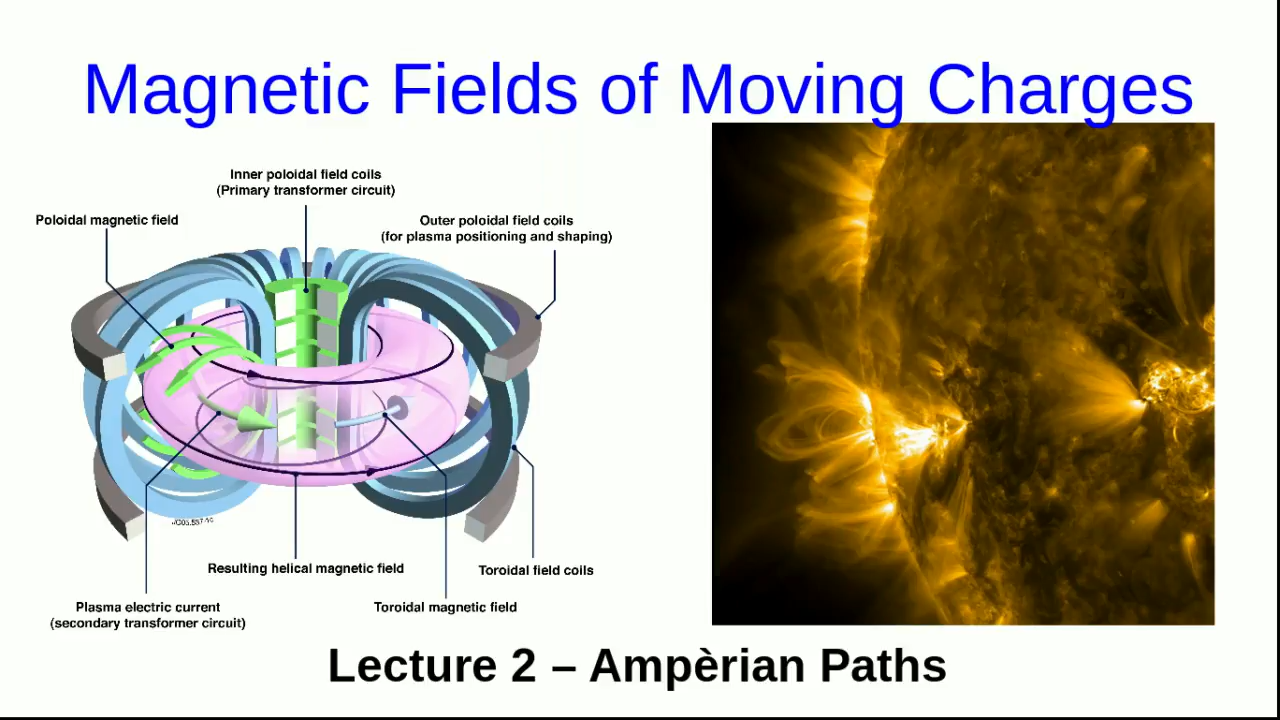 Magnetic Fields of Moving Charges
Inner poloidal field coils
(Primary transformer circuit)
Poloidal magnetic field
Outer poloidal field coils
(for plasma positioning and shaping)
Resulting helical magnetic field
Toroidal field coils
Plasma electric current
(secondary transformer circuit)
Toroidal magnetic field
Lecture 2 – Ampèrian Paths